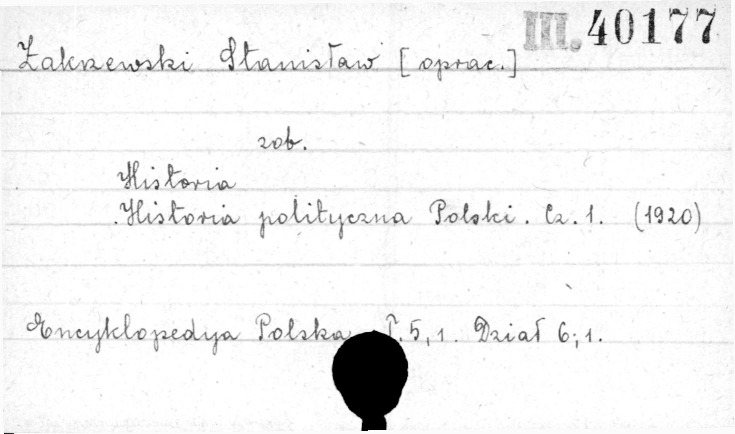 III. 40177
Zakrzewski Stanisław [oprac.]
zob.
Historia
Historia polityczna Polski. Cz. 1. (1920)
Encyklopedya Polska T. 5, 1. Dział 6, 1.